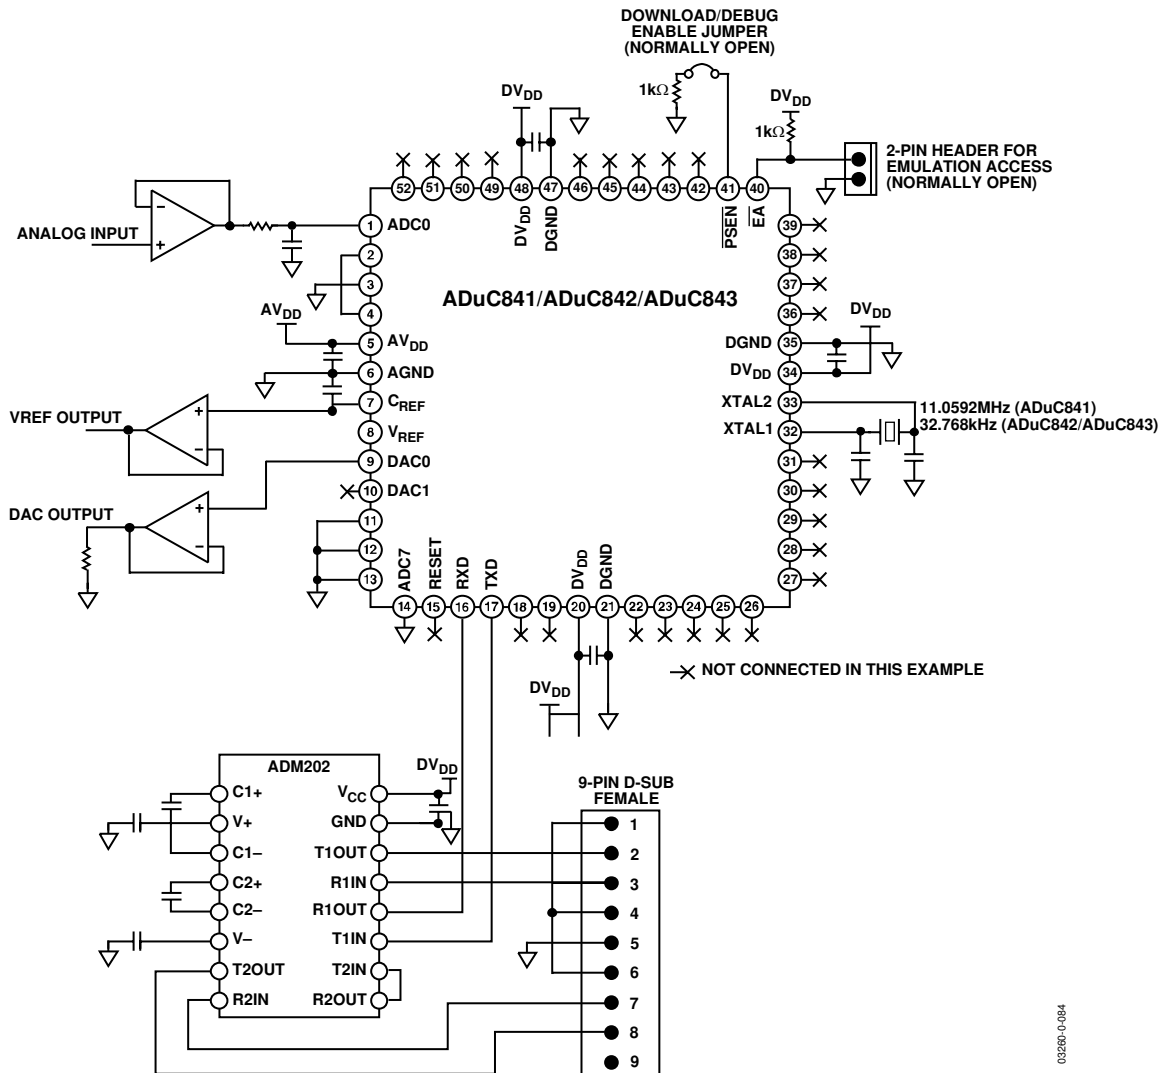 DOWNLOAD/DEBUG
ENABLE JUMPER
(NORMALLY OPEN)
1kΩ
DVDD
DVDD
1kΩ
2-PIN HEADER FOR
EMULATION ACCESS
(NORMALLY OPEN)
52 51 50 49 48 47 46 45 44 43 42 41 40
DVDD
DGND
PSEN
EA
ANALOG INPUT
1 ADC0
2
3
4
AVDD
5 AVDD
6 AGND
7 CREF
8 VREF
9 DAC0
10 DAC1
11
12
13
VREF OUTPUT
DAC OUTPUT
ADuC841/ADuC842/ADuC843
39
38
37
36
DVDD
DGND 35
DVDD 34
XTAL2 33
XTAL1 32
11.0592MHz (ADuC841)
32.768kHz (ADuC842/ADuC843)
31
30
29
28
27
ADC7
RESET
RXD
TXD
DVDD
DGND
14 15 16 17 18 19 20 21 22 23 24 25 26
NOT CONNECTED IN THIS EXAMPLE
DVDD
ADM202
DVDD
C1+
V+
C1–
C2+
C2–
V–
T2OUT
R2IN
VCC
GND
T1OUT
R1IN
R1OUT
T1IN
T2IN
R2OUT
9-PIN D-SUB
FEMALE
1
2
3
4
5
6
7
8
9
03260-0-084